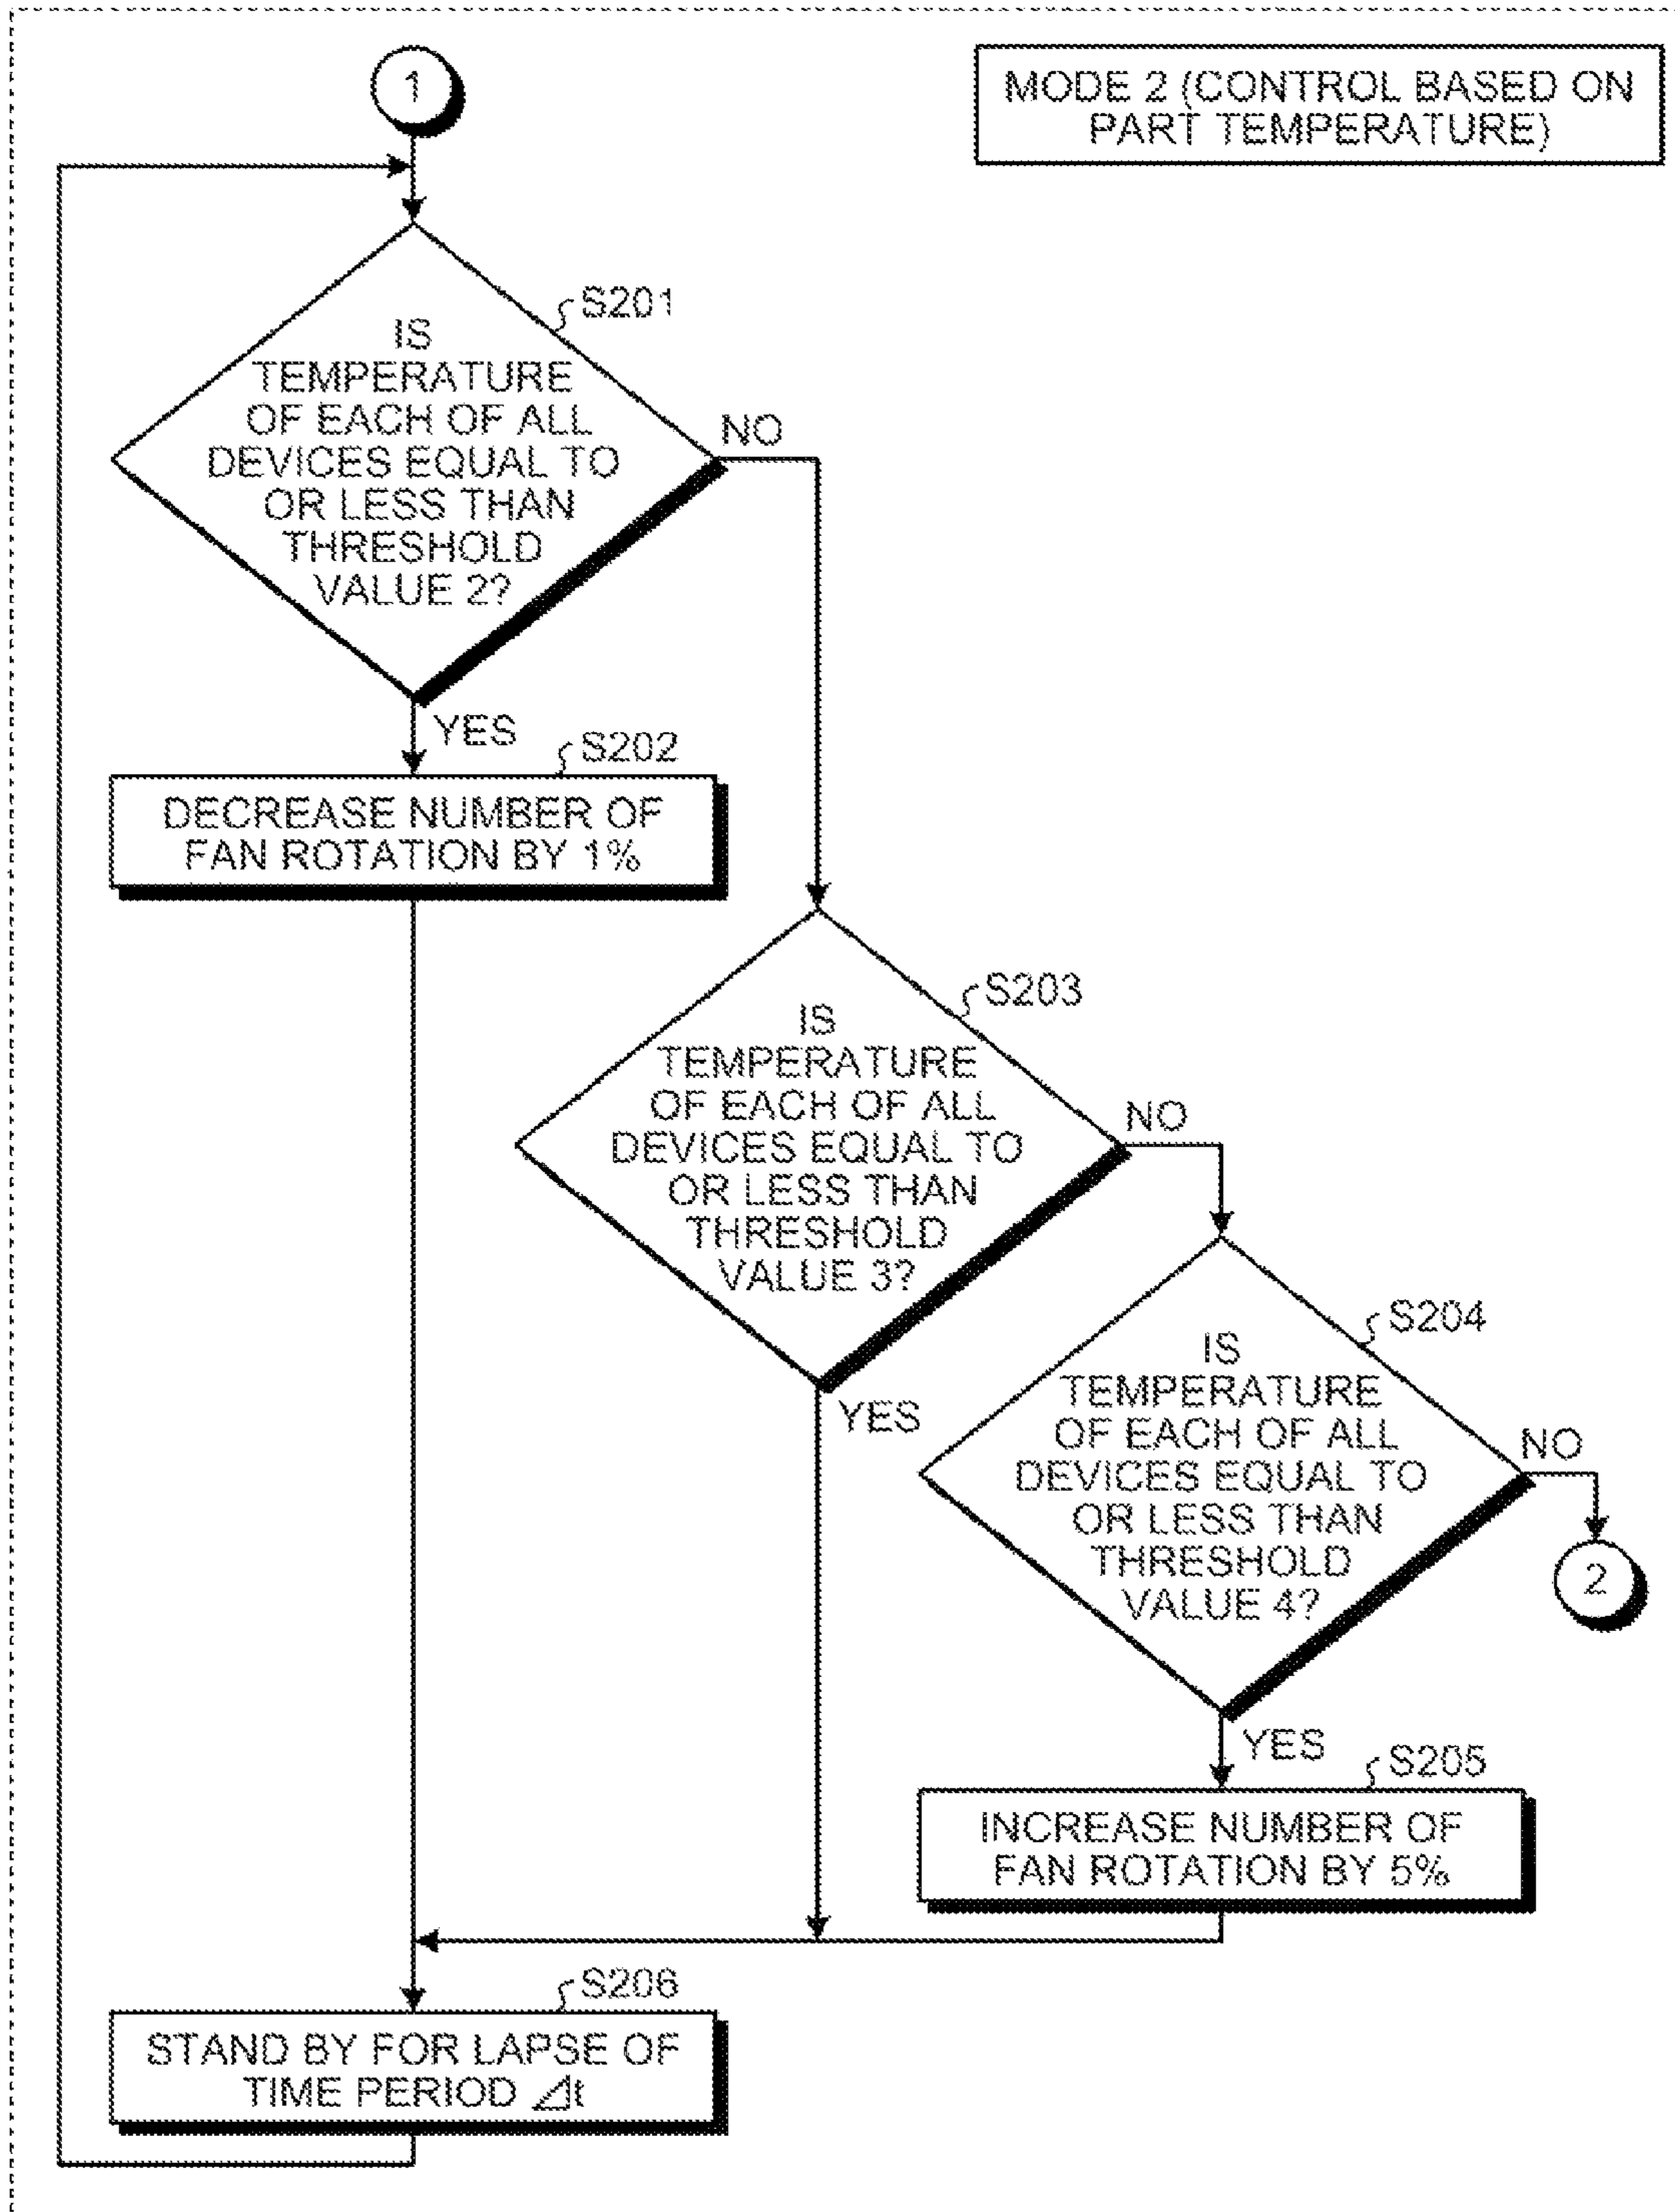 1
MODE 2 (CONTROL BASED ON
PART TEMPERATURE)
S201
IS
TEMPERATURE
OF EACH OF ALL
DEVICES EQUAL TO
OR LESS THAN
THRESHOLD
VALUE 2?
NO
YES
S202
DECREASE NUMBER OF
FAN ROTATION BY 1%
S203
IS
TEMPERATURE
OF EACH OF ALL
DEVICES EQUAL TO
OR LESS THAN
THRESHOLD
VALUE 3?
NO
YES
S204
IS
TEMPERATURE
OF EACH OF ALL
DEVICES EQUAL TO
OR LESS THAN
THRESHOLD
VALUE 4?
NO
2
YES
S205
INCREASE NUMBER OF
FAN ROTATION BY 5%
S206
STAND BY FOR LAPSE OF
TIME PERIOD ⊿t